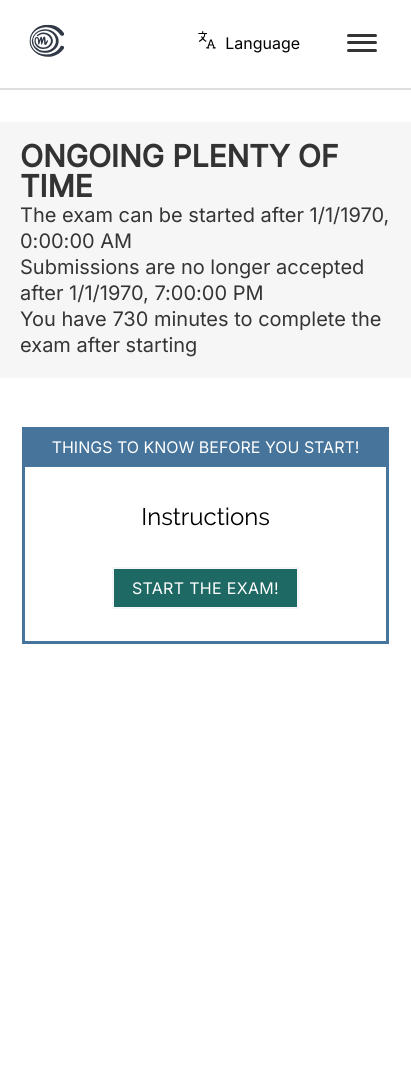 Language
ONGOING PLENTY OF
TIME
The exam can be started after 1/1/1970,
0:00:00 AM
Submissions are no longer accepted
after 1/1/1970, 7:00:00 PM
You have 730 minutes to complete the
exam after starting
THINGS TO KNOW BEFORE YOU START!
Instructions
START THE EXAM!